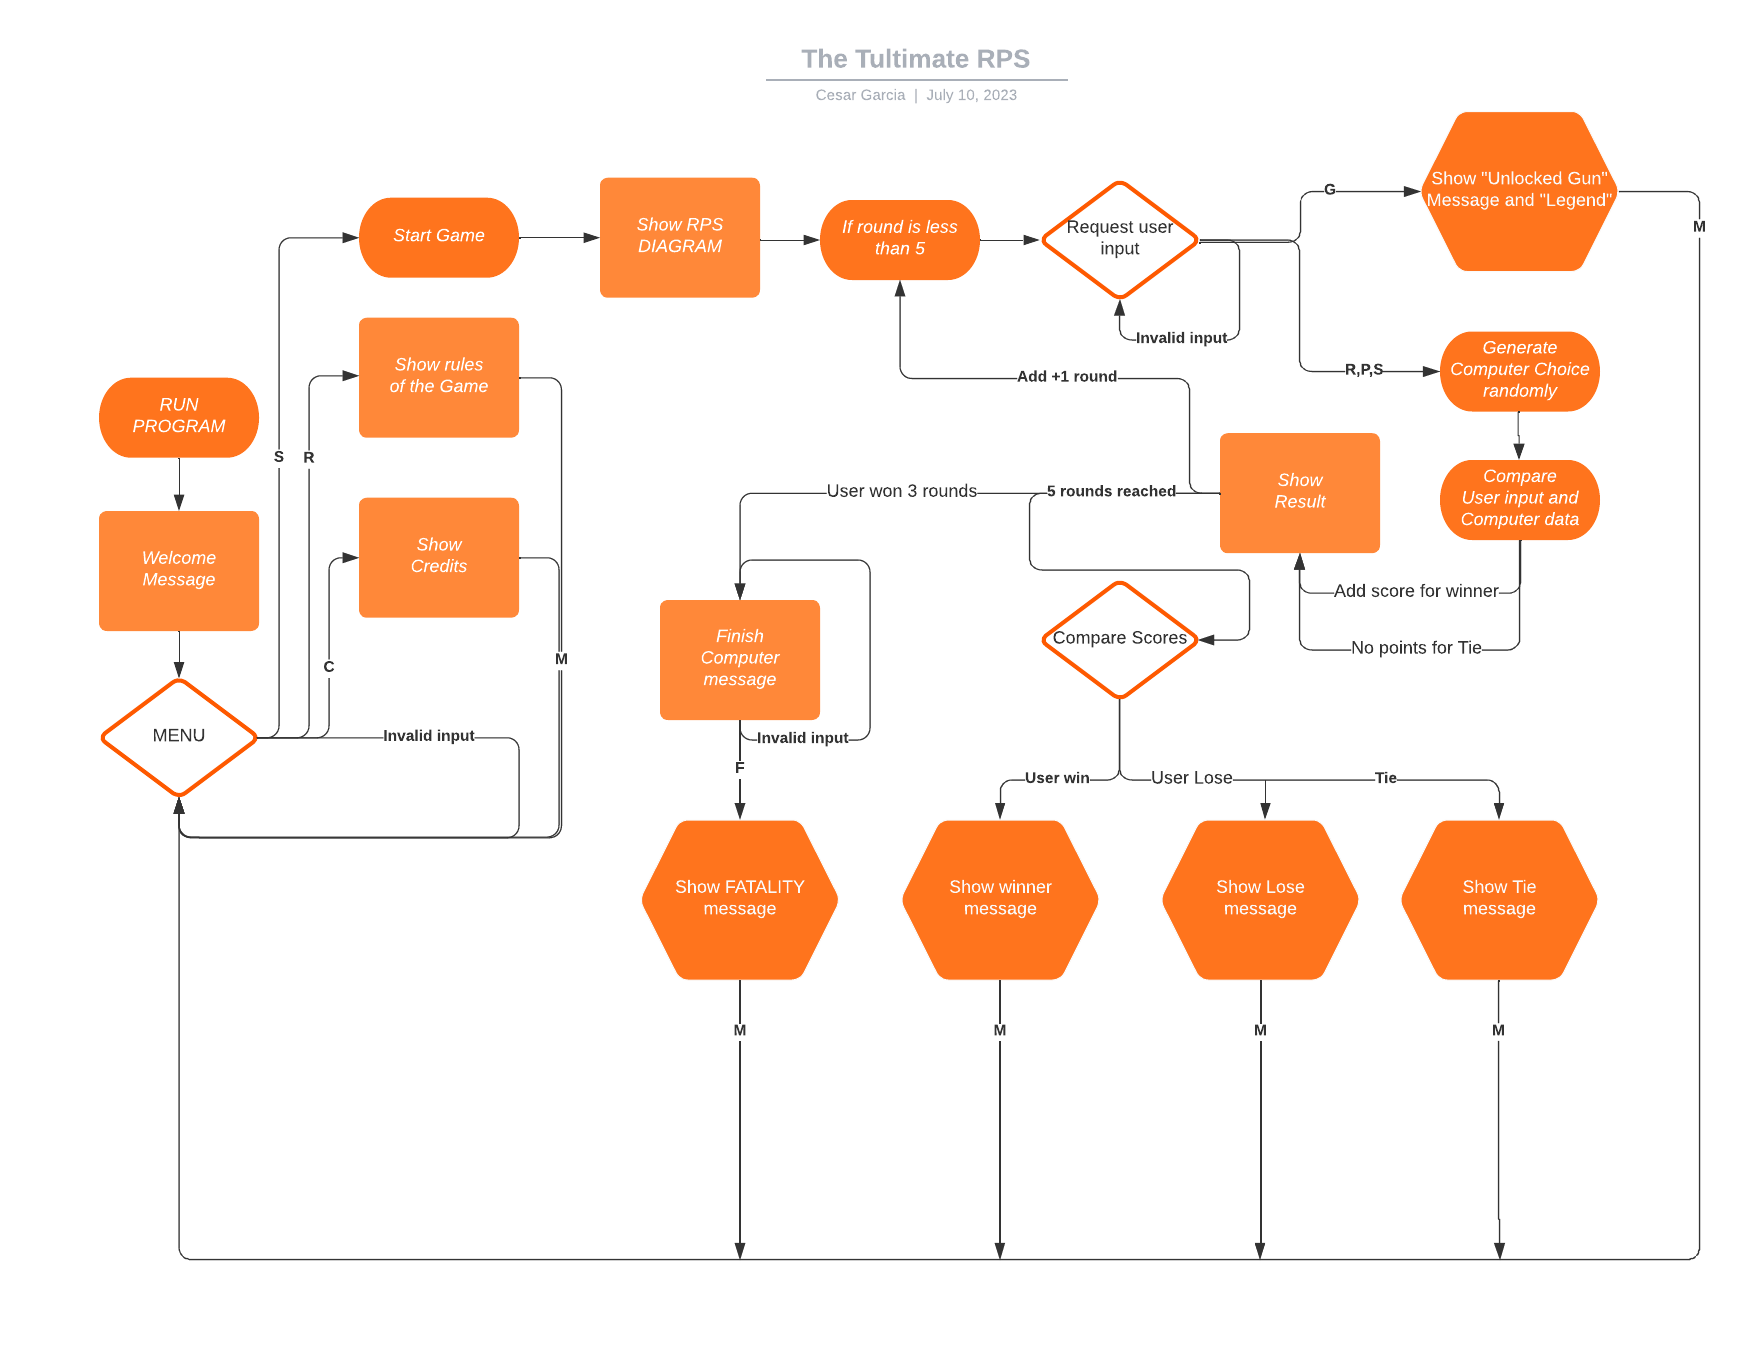 The Tultimate RPS
Cesar Garcia | July 10, 2023
Show "Unlocked Gun"
Message and "Legend"
G
M
Start Game
Show RPS
DIAGRAM
If round is less
than 5
Request user
input
Invalid input
Generate
Computer Choice
randomly
R,P,S
Add +1 round
Show rules
of the Game
RUN
PROGRAM
S
R
Show
Result
Compare
User input and
Computer data
User won 3 rounds
5 rounds reached
Show
Credits
Welcome
Message
Add score for winner
No points for Tie
Finish
Computer
message
Compare Scores
C
M
MENU
Invalid input
Invalid input
F
User win
User Lose
Tie
Show FATALITY
message
Show winner
message
Show Lose
message
Show Tie
message
M
M
M
M